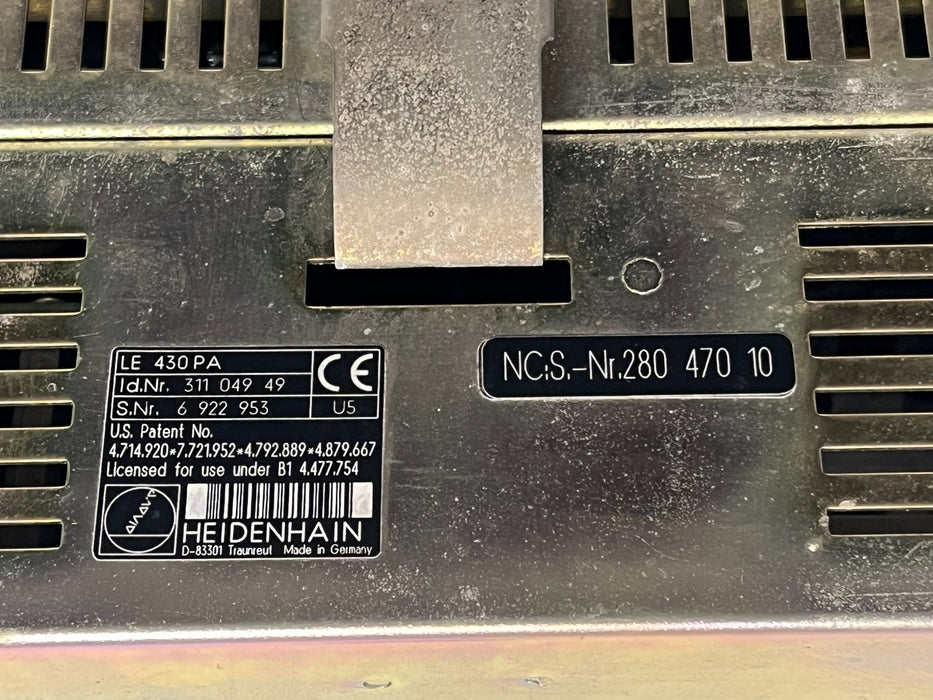 LE 430PA
CE
Id.Nr. 311 049 49
S.Nr. 6 922 953
U5
U.S. Patent No.
4.714.920*7.721.952*4.792.889*4.879.667
Licensed for use under B1 4.477.754
HEIDENHAIN
D-83301 Traunreut Made in Germany
NC:S.-Nr.280 470 10